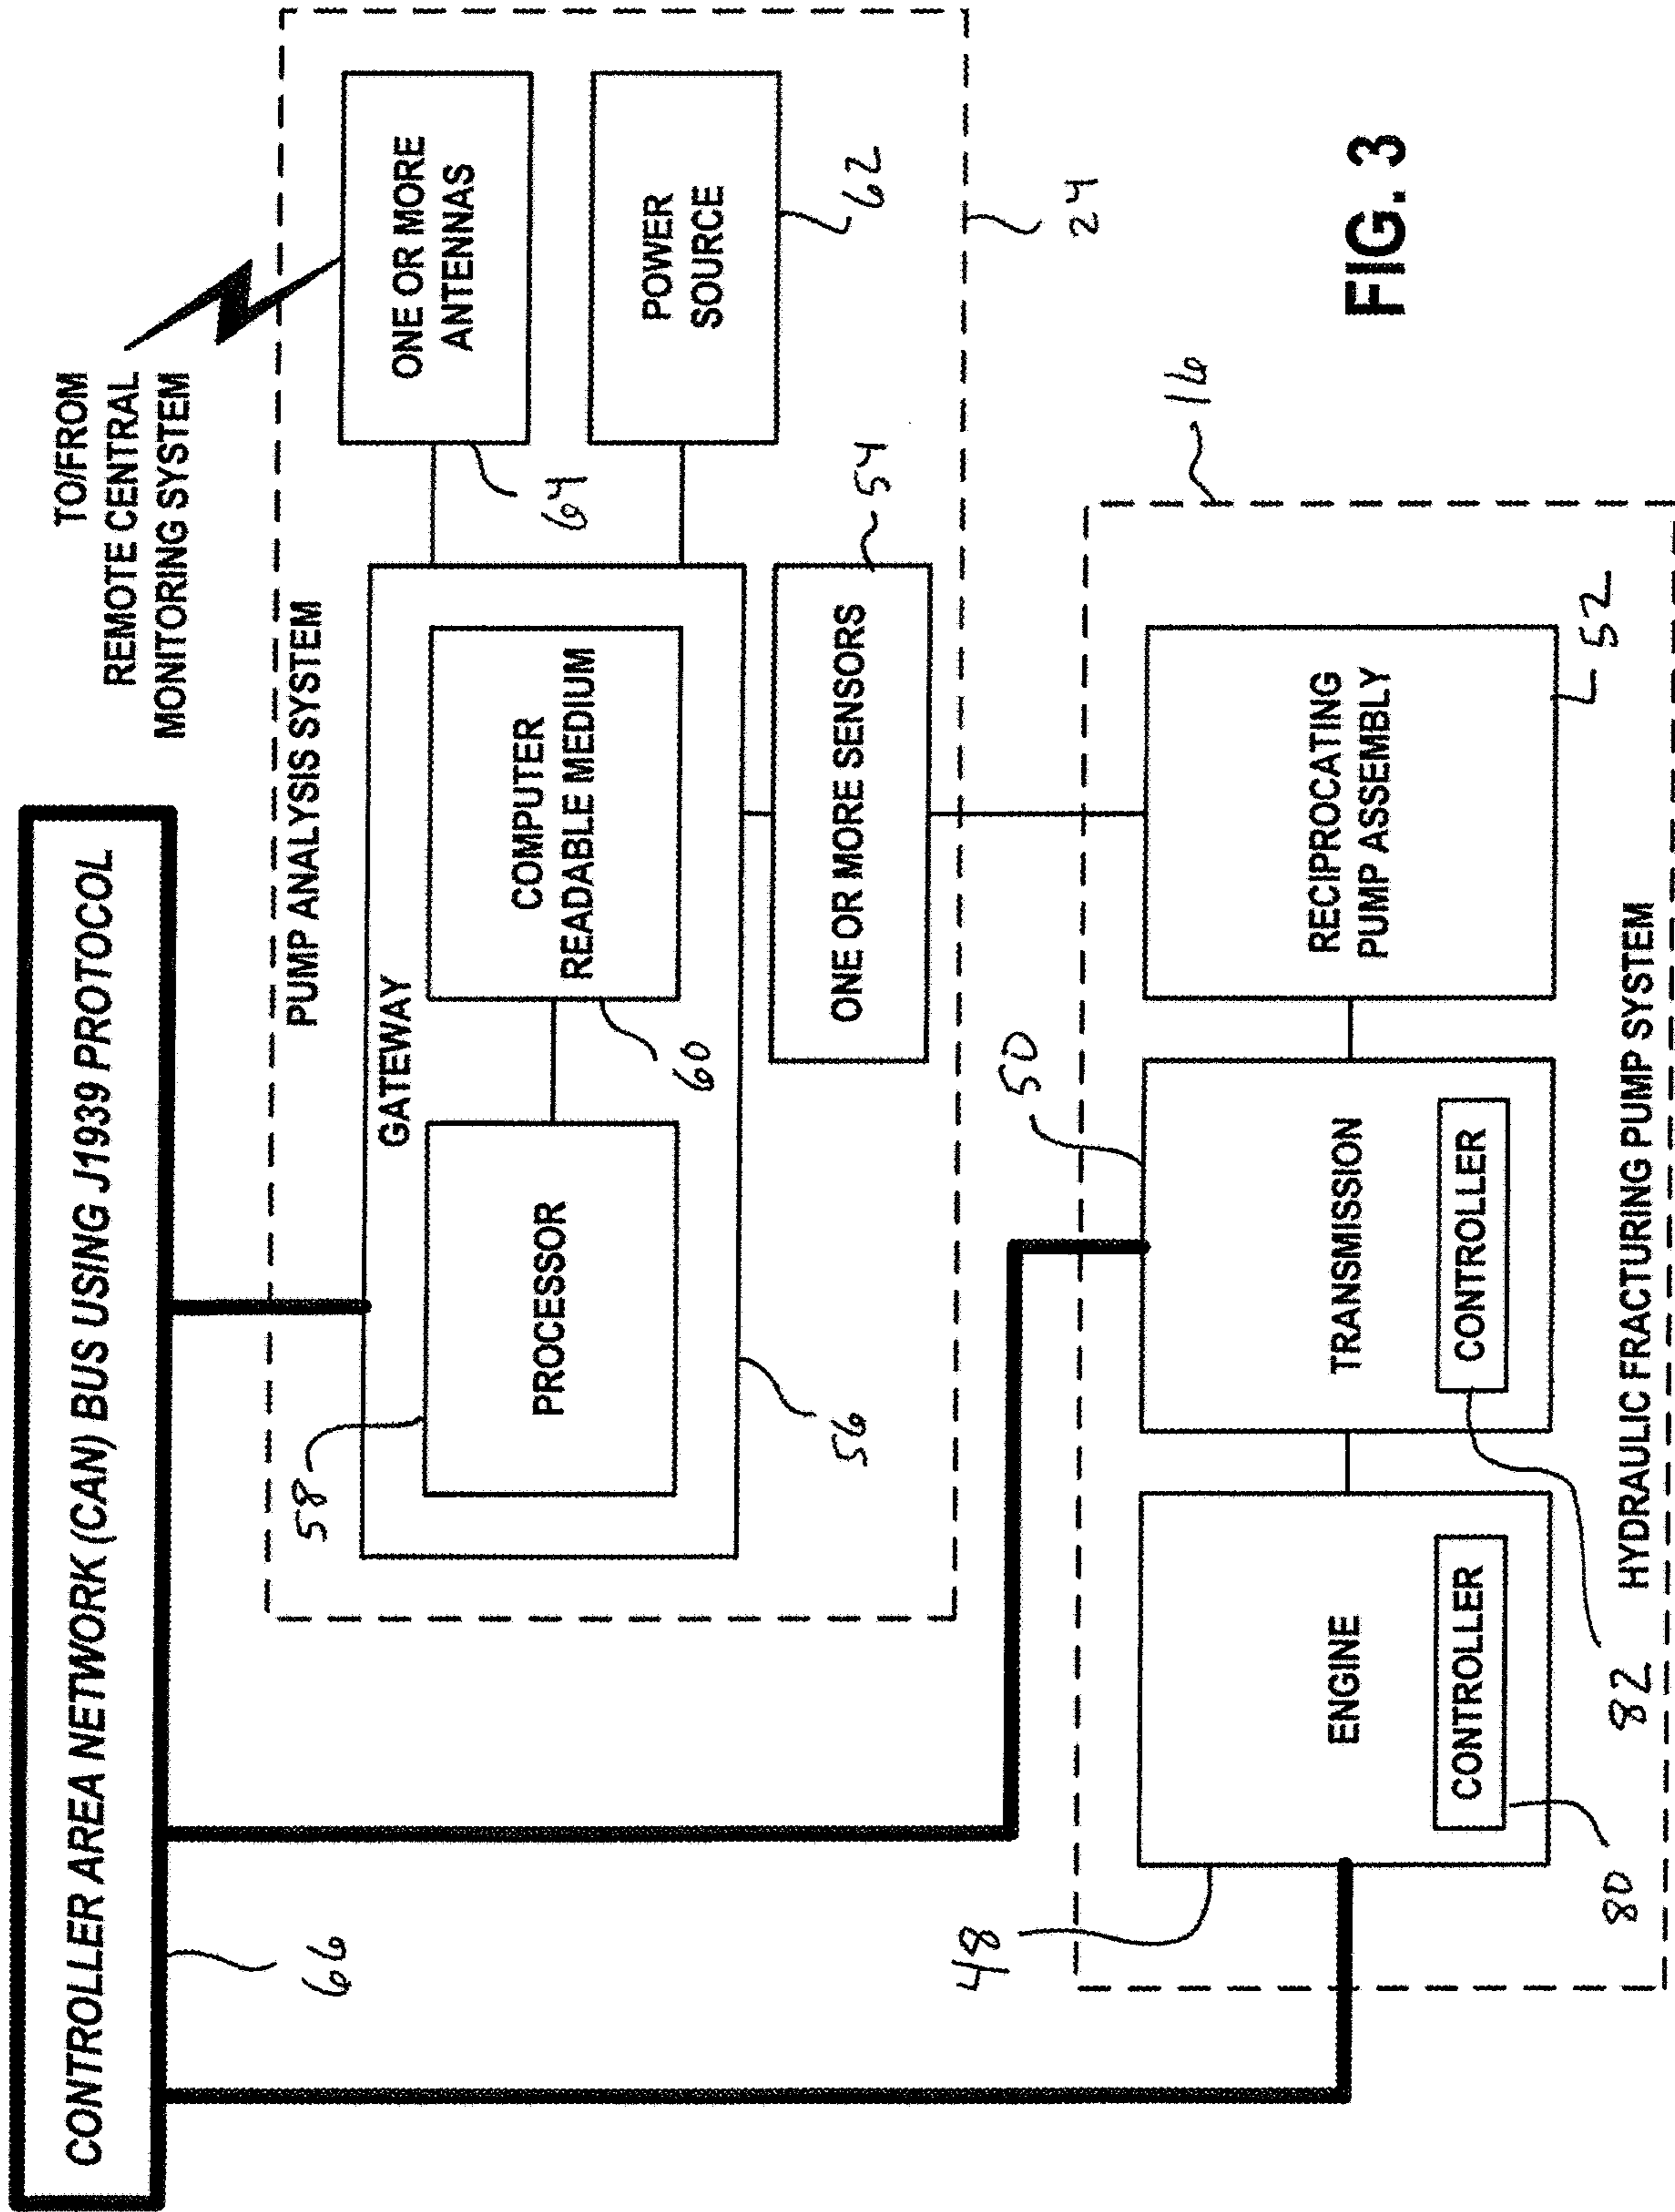 CONTROLLER AREA NETWORK (CAN) BUS USING J1939 PROTOCOL
66
TO/FROM
REMOTE CENTRAL
MONITORING SYSTEM
PUMP ANALYSIS SYSTEM
GATEWAY
58
PROCESSOR
56
COMPUTER
READABLE MEDIUM
60
ONE OR MORE
ANTENNAS
64
POWER
SOURCE
62
ONE OR MORE SENSORS
54
24
16
48
ENGINE
CONTROLLER
80
50
TRANSMISSION
CONTROLLER
82
RECIPROCATING
PUMP ASSEMBLY
52
HYDRAULIC FRACTURING PUMP SYSTEM
FIG. 3